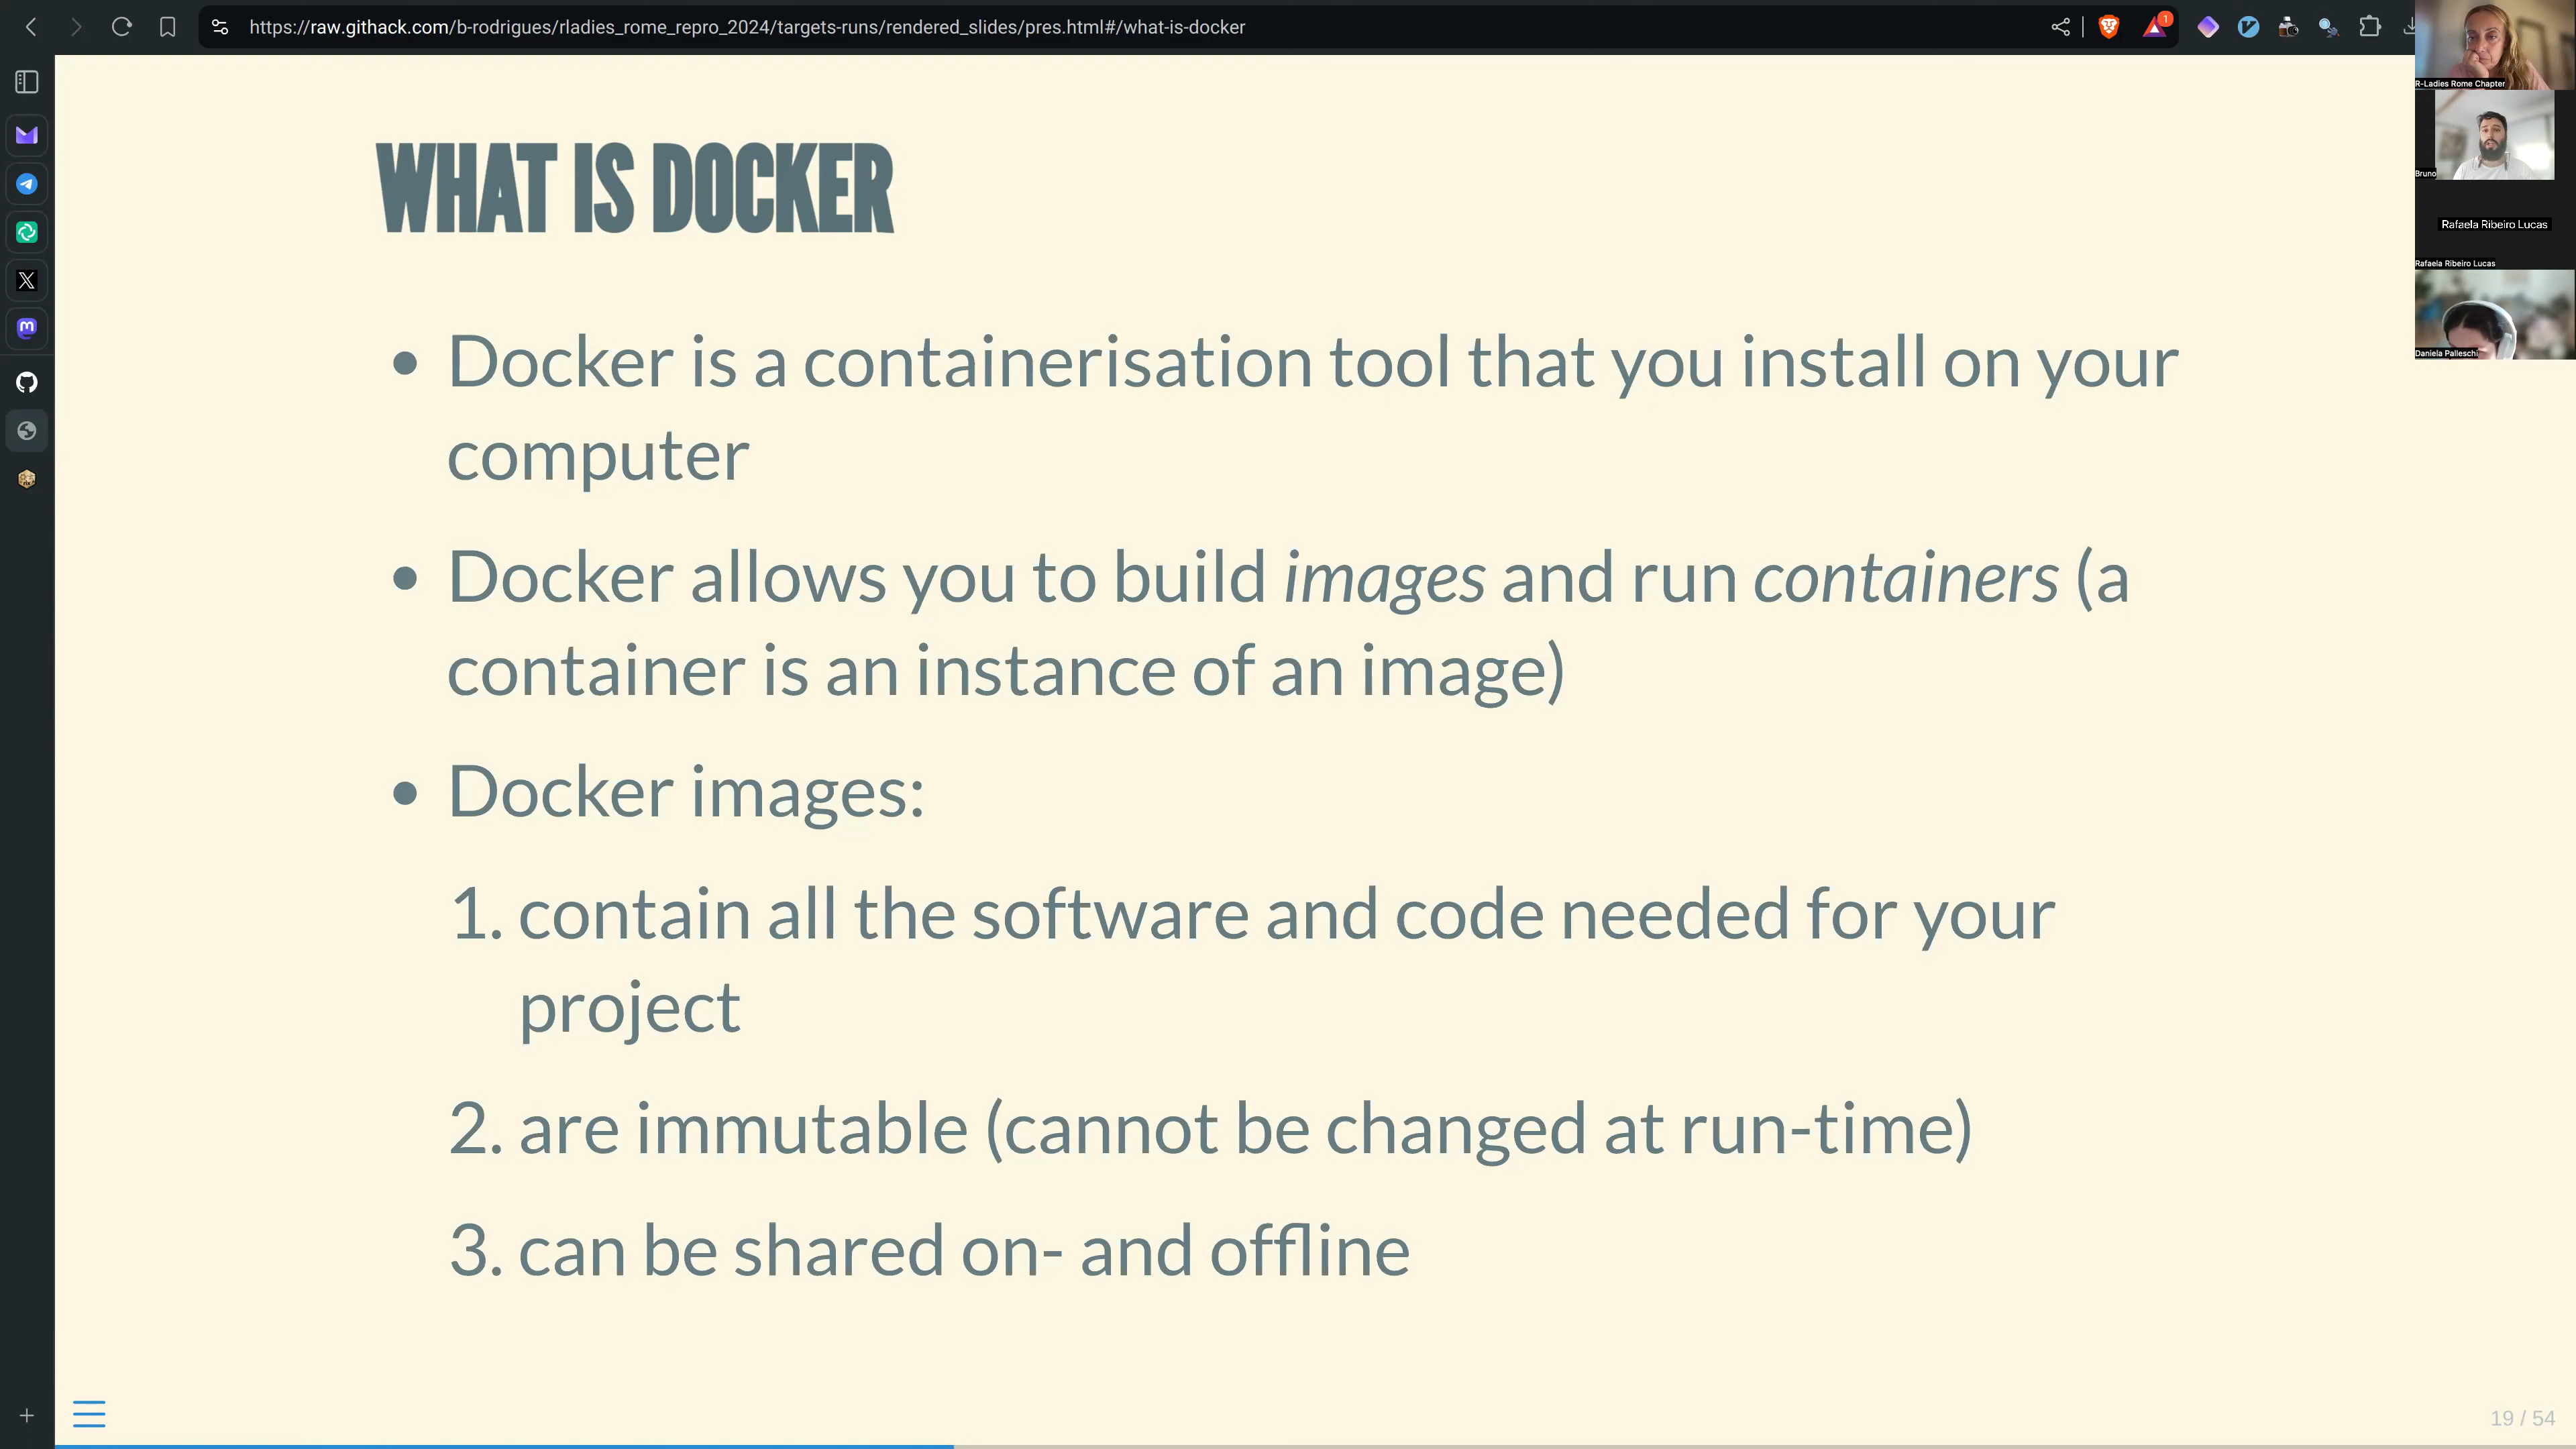 https://raw.githack.com/b-rodrigues/rladies_rome_repro_2024/targets-runs/rendered_slides/pres.html#/what-is-docker
1
R-Ladies Rome Chapter
Bruno
Rafaela Ribeiro Lucas
Rafaela Ribeiro Lucas
Daniela Palleschi
WHAT IS DOCKER
• Docker is a containerisation tool that you install on your
computer
• Docker allows you to build images and run containers (a
container is an instance of an image)
• Docker images:
1. contain all the software and code needed for your
project
2. are immutable (cannot be changed at run-time)
3. can be shared on- and offline
19 / 54